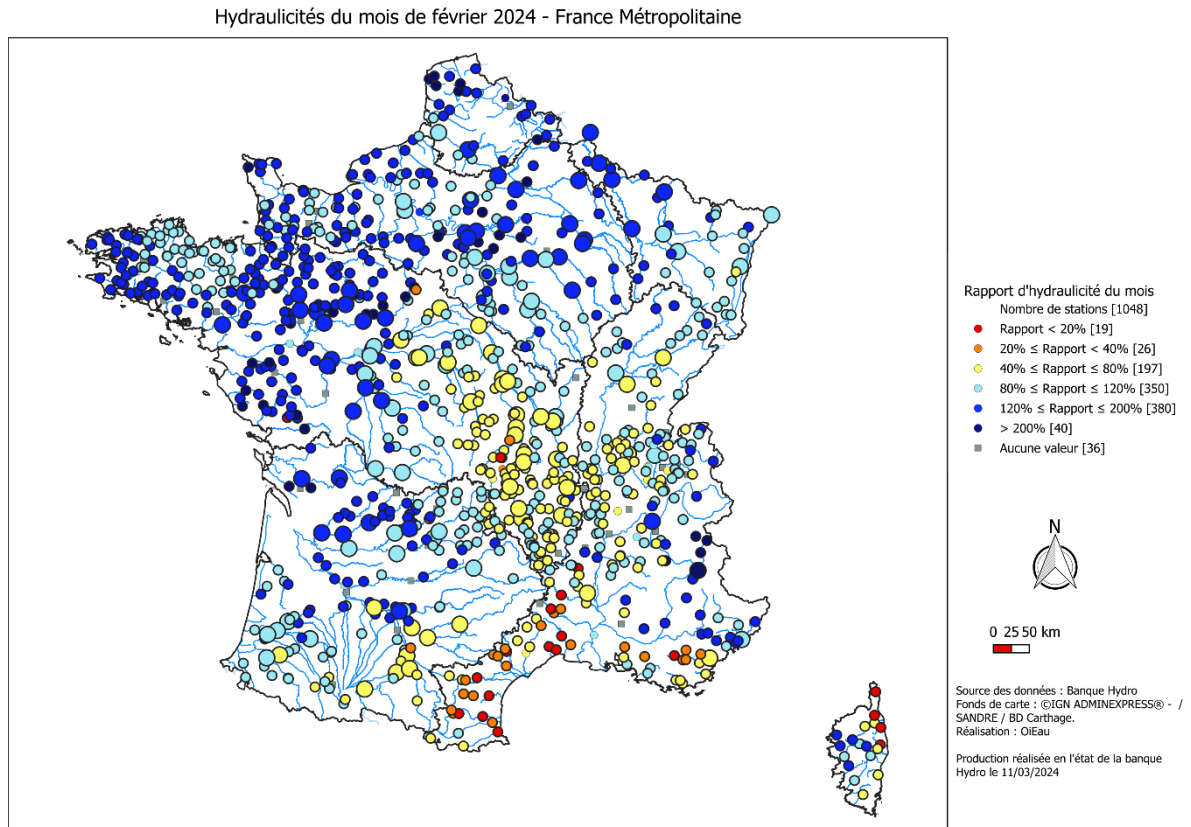 Hydraulicités du mois de février 2024 - France Métropolitaine
Rapport d'hydraulicité du mois
Nombre de stations [1048]
Rapport < 20% [19]
20% ≤ Rapport < 40% [26]
40% ≤ Rapport ≤ 80% [197]
80% ≤ Rapport ≤ 120% [350]
120% ≤ Rapport ≤ 200% [380]
> 200% [40]
Aucune valeur [36]
N
0 25 50 km
Source des données : Banque Hydro
Fonds de carte : ©IGN ADMINEXPRESS® - /
SANDRE / BD Carthage.
Réalisation : OiEau
Production réalisée en l'état de la banque
Hydro le 11/03/2024